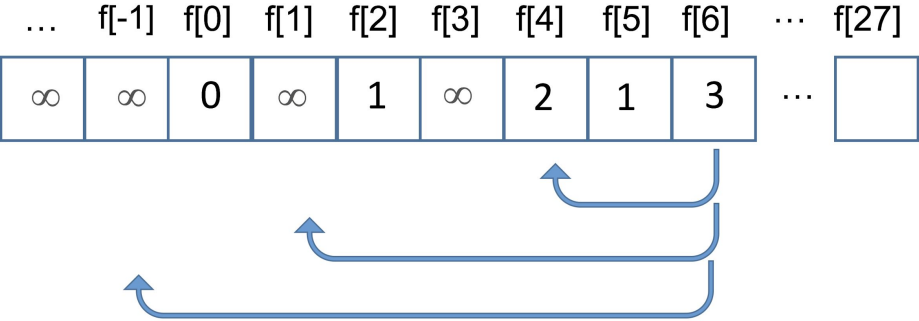 … f[-1] f[0] f[1] f[2] f[3] f[4] f[5] f[6] … f[27]
∞ ∞ 0 ∞ 1 ∞ 2 1 3 …